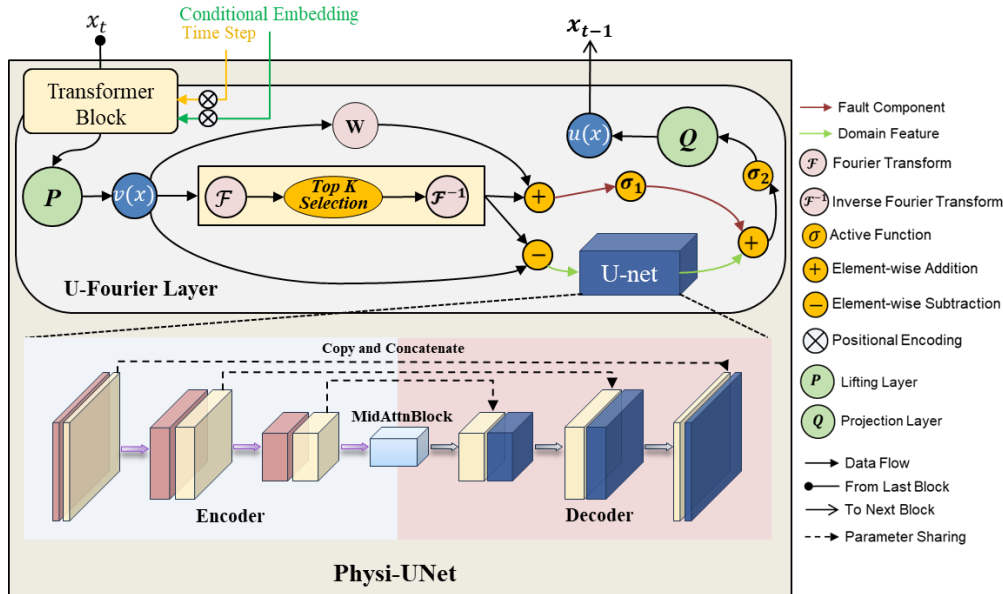 x_t
Conditional Embedding
Time Step
x_{t-1}
Transformer
Block
W
u(x)
Q
σ_2
P
v(x)
ℱ
Top K
Selection
ℱ^{-1}
+
σ_1
+
−
U-net
U-Fourier Layer
Copy and Concatenate
MidAttnBlock
Encoder
Decoder
Physi-UNet
Fault Component
Domain Feature
ℱ Fourier Transform
ℱ^{-1} Inverse Fourier Transform
σ Active Function
+ Element-wise Addition
− Element-wise Subtraction
Positional Encoding
P Lifting Layer
Q Projection Layer
Data Flow
From Last Block
To Next Block
Parameter Sharing